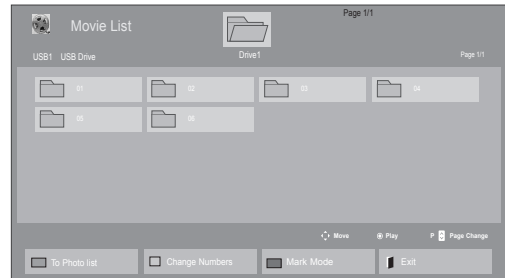 Page 1/1
Movie List
USB1 USB Drive
Drive1
Page 1/1
01 02 03 04
05 06
Move Play P Page Change
To Photo list Change Numbers Mark Mode Exit